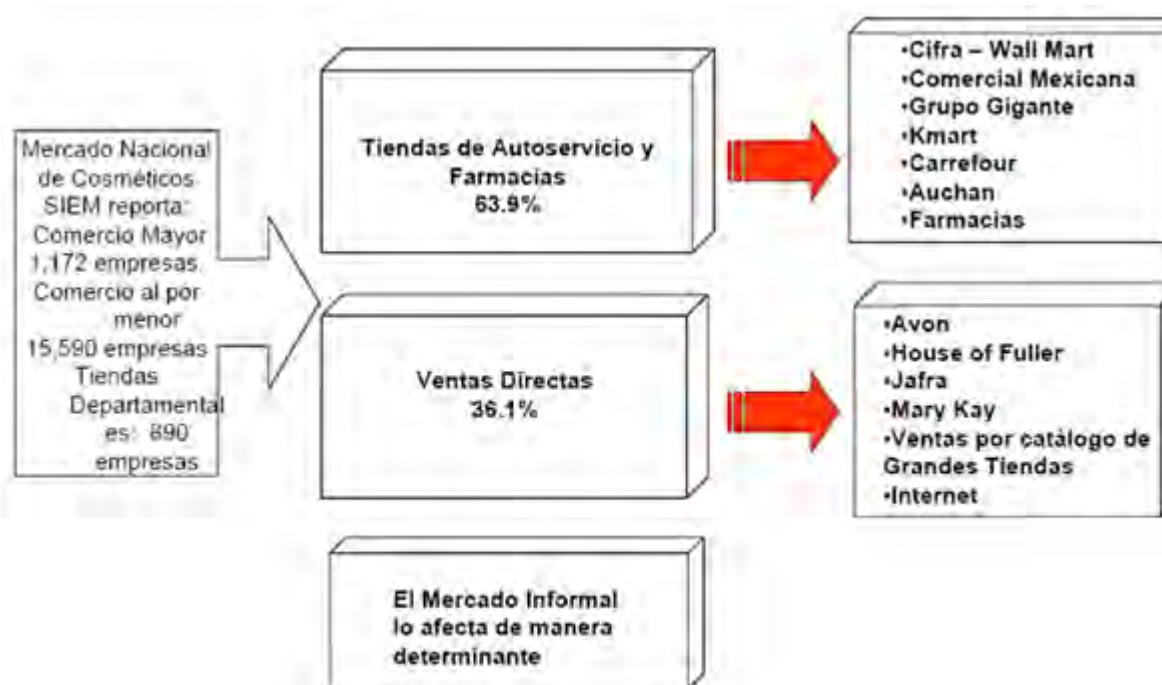 Mercado Nacional
de Cosméticos
SIEM reporta:
Comercio Mayor
1,172 empresas.
Comercio al por
menor
15,590 empresas
Tiendas
Departamental
es: 890
empresas
Tiendas de Autoservicio y
Farmacias
63.9%
•Cifra – Wall Mart
•Comercial Mexicana
•Grupo Gigante
•Kmart
•Carrefour
•Auchan
•Farmacias
Ventas Directas
36.1%
•Avon
•House of Fuller
•Jafra
•Mary Kay
•Ventas por catálogo de
Grandes Tiendas
•Internet
El Mercado Informal
lo afecta de manera
determinante